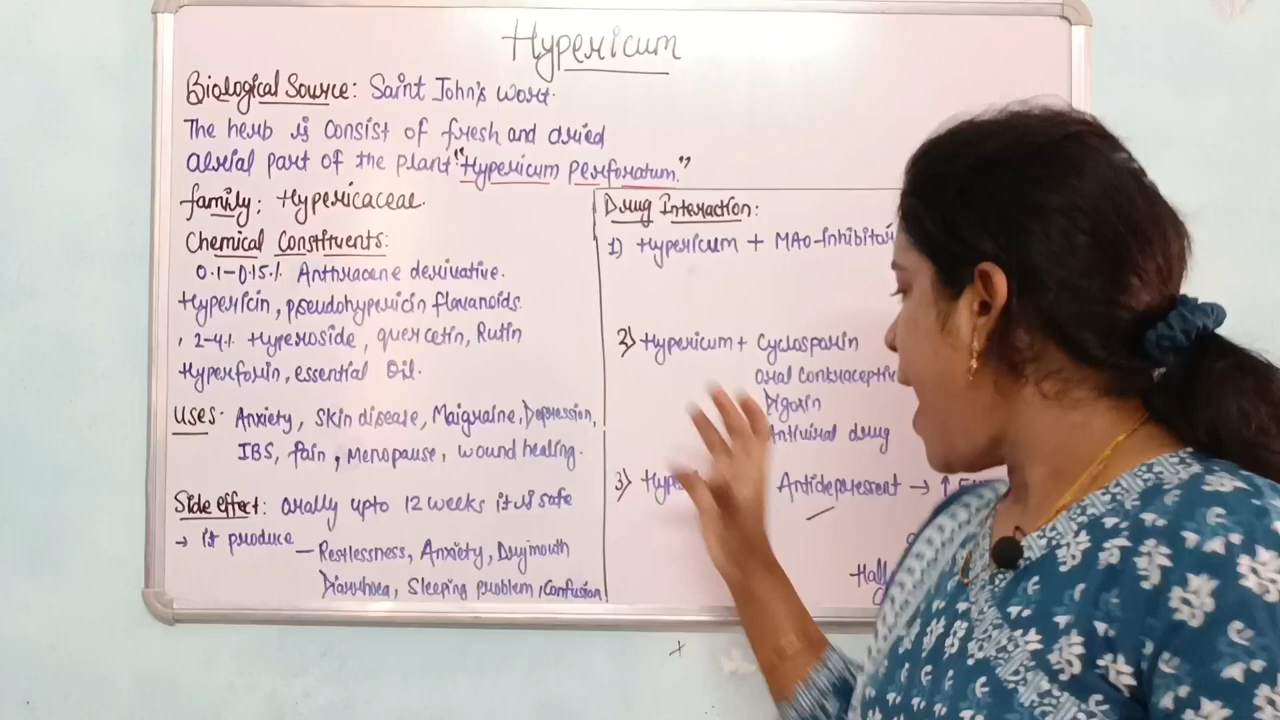 Hypericum
Biological Source: Saint John's wort.
The herb is consist of fresh and dried
aerial part of the plant "Hypericum perforatum."
family: Hypericaceae.
Chemical Constituents:
0.1-0.15% Anthracene derivative.
Hypericin, pseudohypericin flavanoids.
2-4% Hyperoside, quercetin, Rutin
Hyperforin, essential Oil.
Uses- Anxiety, Skin disease, Maigraine, Depression,
IBS, Pain, Menopause, wound healing.
Side effect: orally upto 12 weeks it is safe
→ it produce — Restlessness, Anxiety, Drymouth
Diarrhoea, Sleeping problem, Confusion
Drug Interaction:
1) Hypericum + MAO-inhibitor
2) Hypericum + Cyclosporin
oral contraceptive
Digoxin
Antiviral drug
3) Antidepressent → ↑